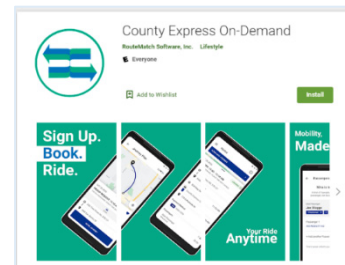 County Express On-Demand
RouteMatch Software, Inc. Lifestyle
Everyone
Add to Wishlist
Install
Sign Up.
Book.
Ride.
Your Ride
Anytime
Mobility,
Made